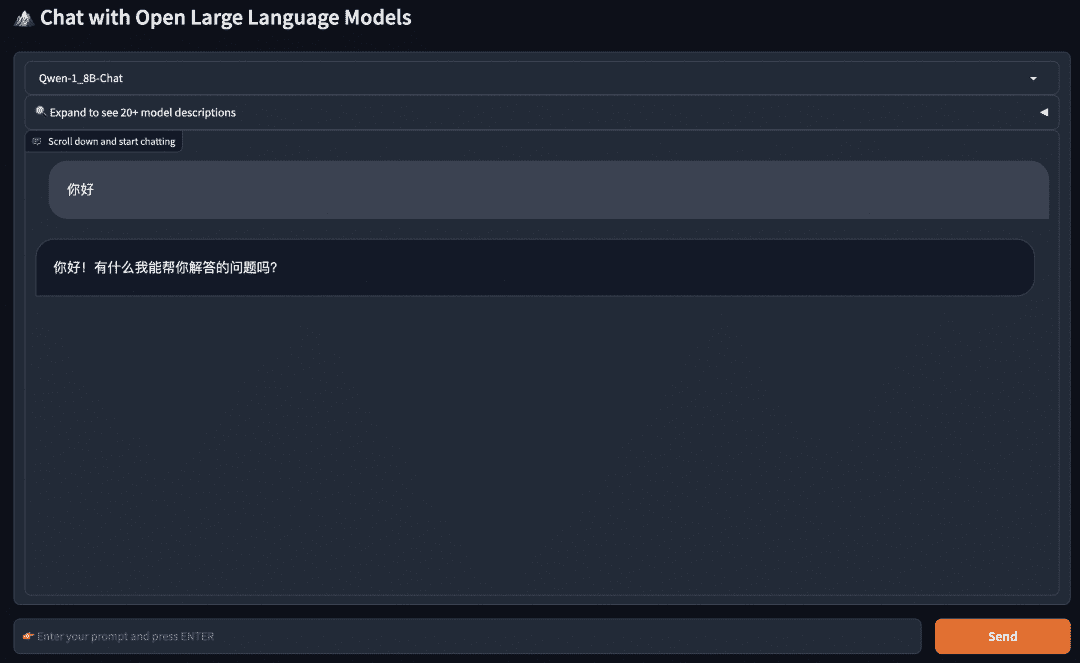 Chat with Open Large Language Models
Qwen-1_8B-Chat
Expand to see 20+ model descriptions
Scroll down and start chatting
你好
你好！有什么我能帮你解答的问题吗?
Enter your prompt and press ENTER
Send